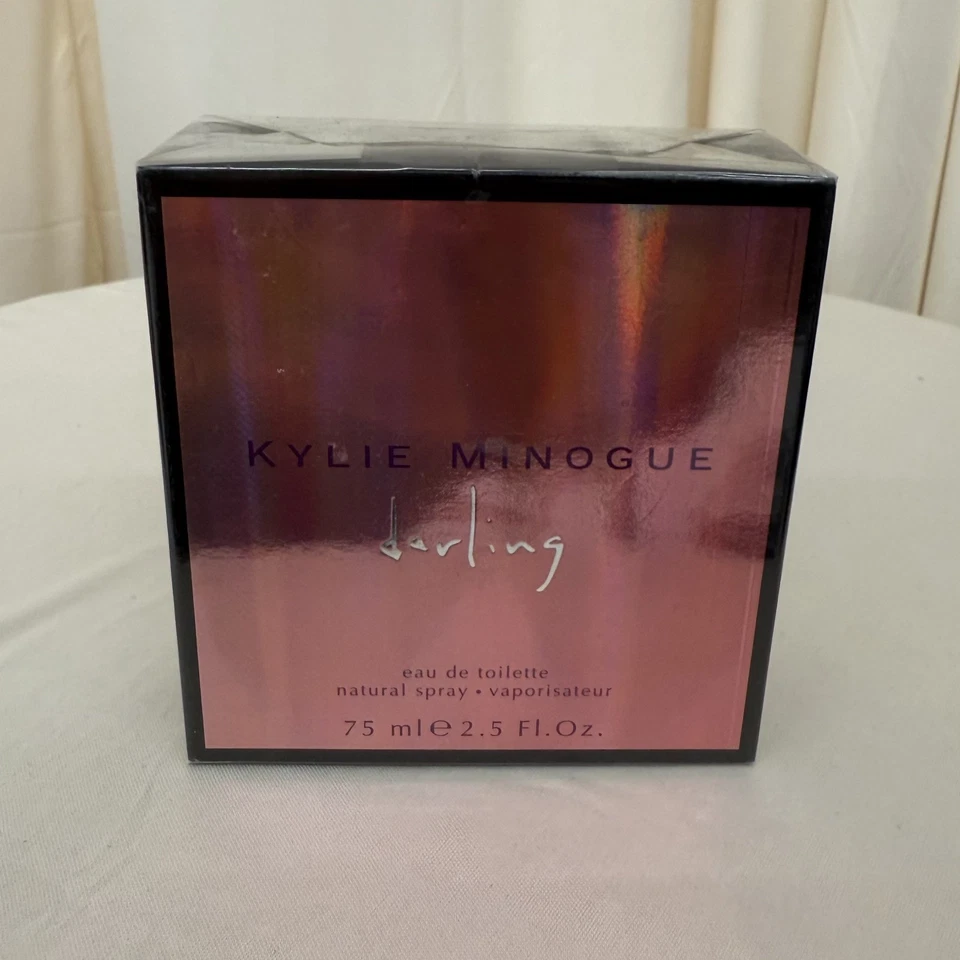 KYLIE MINOGUE
darling
eau de toilette
natural spray • vaporisateur
75 ml℮2.5 Fl.Oz.